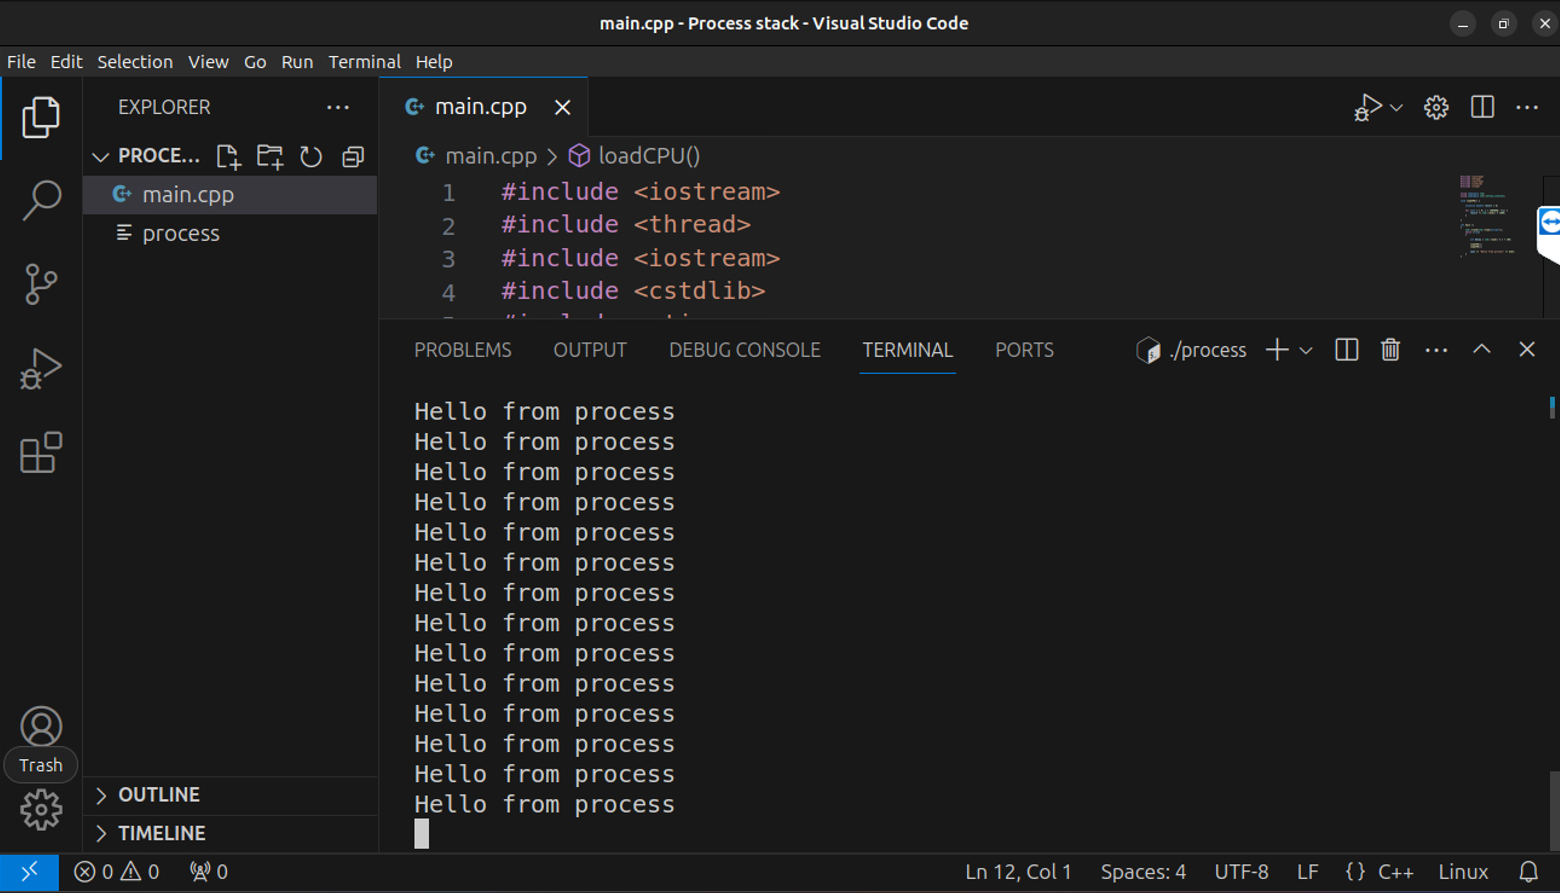 main.cpp - Process stack - Visual Studio Code
File Edit Selection View Go Run Terminal Help
EXPLORER
main.cpp
PROCE...
main.cpp > loadCPU()
main.cpp
process
1 #include <iostream>
2 #include <thread>
3 #include <iostream>
4 #include <cstdlib>
PROBLEMS OUTPUT DEBUG CONSOLE TERMINAL PORTS ./process
Hello from process
Hello from process
Hello from process
Hello from process
Hello from process
Hello from process
Hello from process
Hello from process
Hello from process
Hello from process
Hello from process
Hello from process
Hello from process
Hello from process
Trash
OUTLINE
TIMELINE
0 0 0 Ln 12, Col 1 Spaces: 4 UTF-8 LF {} C++ Linux